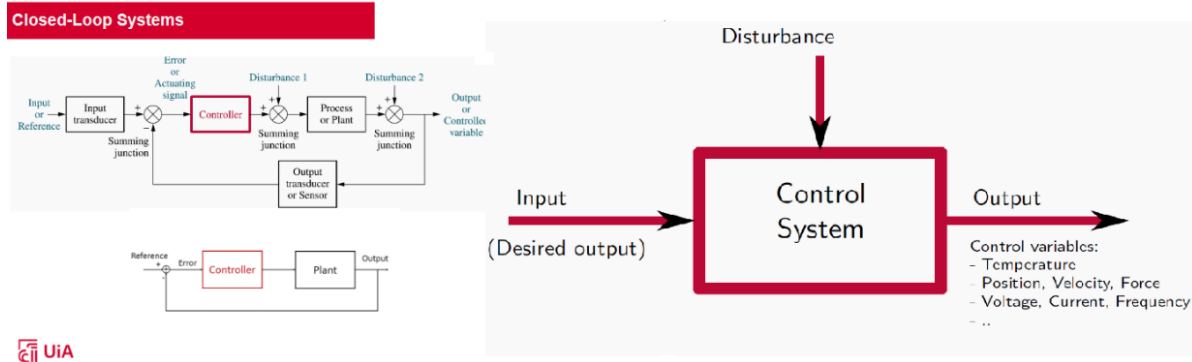 Closed-Loop Systems
Error
or
Actuating
signal
Disturbance 1
Disturbance 2
Input
or
Reference
Input
transducer
+
−
Summing
junction
Controller
+
+
Summing
junction
Process
or Plant
+
+
Summing
junction
Output
or
Controlled
variable
Output
transducer
or Sensor
Reference
+
-
Error
Controller
Plant
Output
UiA
Disturbance
Input
(Desired output)
Control
System
Output
Control variables:
- Temperature
- Position, Velocity, Force
- Voltage, Current, Frequency
- ..